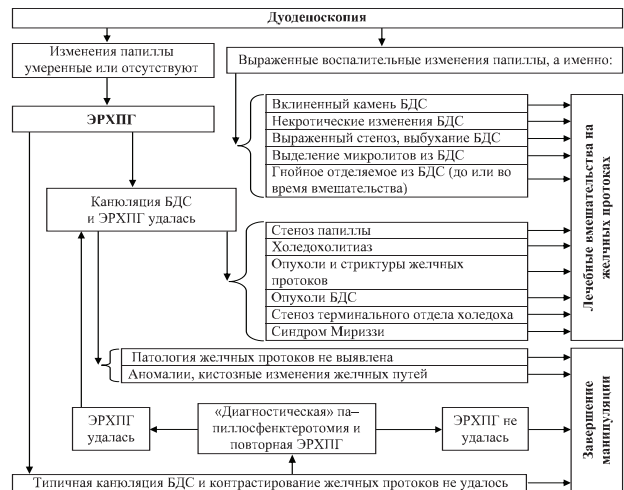 Дуоденоскопия
Изменения папиллы
умеренные или отсутствуют
Выраженные воспалительные изменения папиллы, а именно:
ЭРХПГ
Вклиненный камень БДС
Некротические изменения БДС
Выраженный стеноз, выбухание БДС
Выделение микролитов из БДС
Гнойное отделяемое из БДС (до или во
время вмешательства)
Лечебные вмешательства на
желчных протоках
Канюляция БДС
и ЭРХПГ удалась
Стеноз папиллы
Холедохолитиаз
Опухоли и стриктуры желчных
протоков
Опухоли БДС
Стеноз терминального отдела холедоха
Синдром Мириззи
Патология желчных протоков не выявлена
Аномалии, кистозные изменения желчных путей
Завершение
манипуляции
ЭРХПГ
удалась
«Диагностическая» па–
пиллосфенктеротомия и
повторная ЭРХПГ
ЭРХПГ не
удалась
Типичная канюляция БДС и контрастирование желчных протоков не удалось